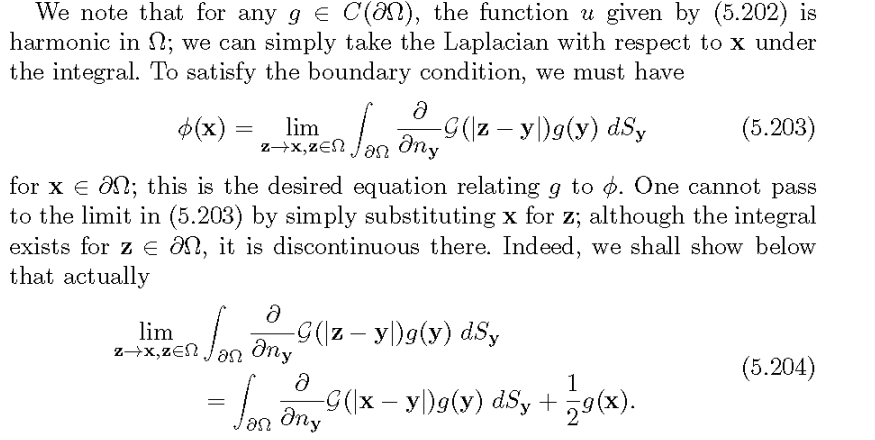 We note that for any g ∈ C(∂Ω), the function u given by (5.202) is
harmonic in Ω; we can simply take the Laplacian with respect to x under
the integral. To satisfy the boundary condition, we must have
ϕ(x) = lim_{z→x,z∈Ω} ∫_{∂Ω} ∂/∂n_y 𝒢(|z − y|)g(y) dS_y (5.203)
for x ∈ ∂Ω; this is the desired equation relating g to ϕ. One cannot pass
to the limit in (5.203) by simply substituting x for z; although the integral
exists for z ∈ ∂Ω, it is discontinuous there. Indeed, we shall show below
that actually
lim_{z→x,z∈Ω} ∫_{∂Ω} ∂/∂n_y 𝒢(|z − y|)g(y) dS_y
= ∫_{∂Ω} ∂/∂n_y 𝒢(|x − y|)g(y) dS_y + 1/2 g(x). (5.204)